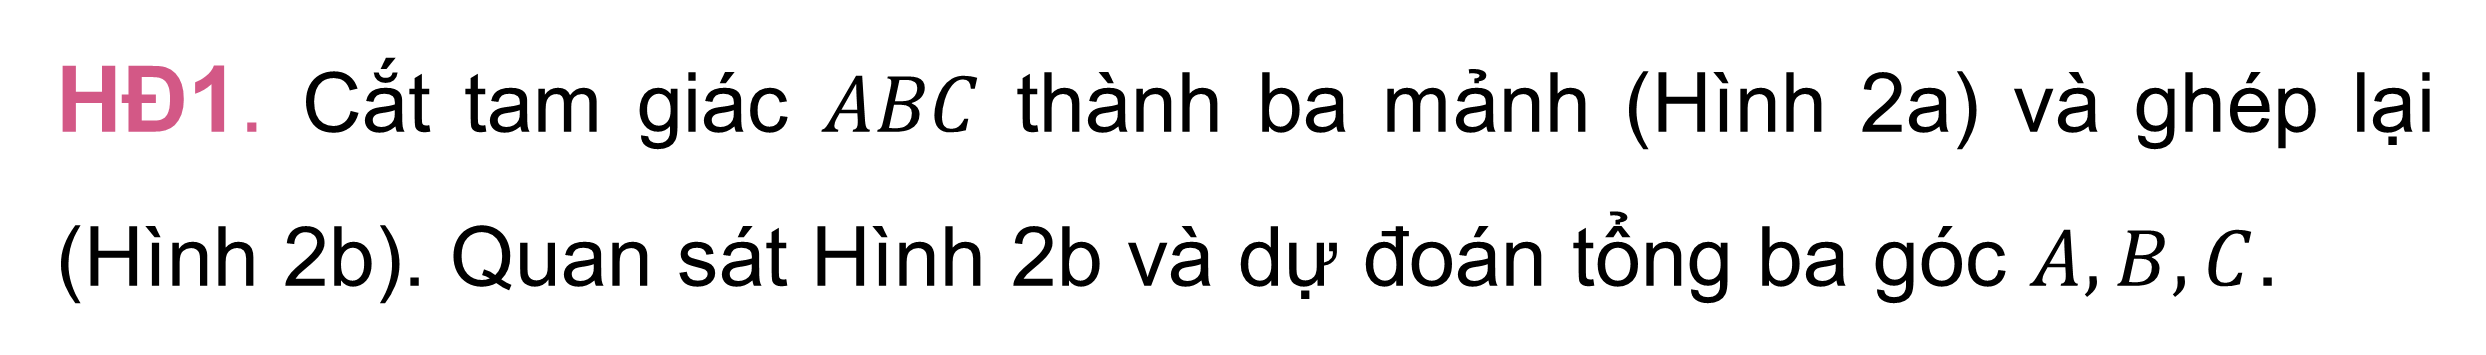 HĐ1. Cắt tam giác ABC thành ba mảnh (Hình 2a) và ghép lại
(Hình 2b). Quan sát Hình 2b và dự đoán tổng ba góc A, B, C.